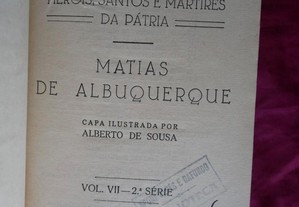 HERÓIS, SANTOS E MÁRTIRES
DA PÁTRIA
MATIAS
DE ALBUQUERQUE
CAPA ILUSTRADA POR
ALBERTO DE SOUSA
VOL. VII — 2.ª SÉRIE